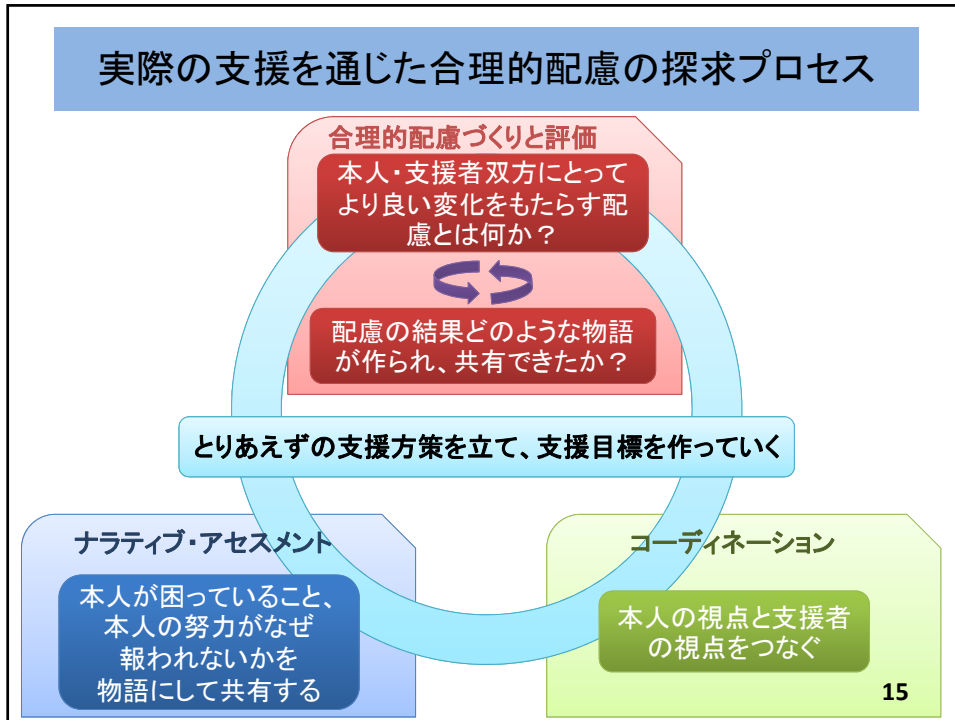 実際の支援を通じた合理的配慮の探求プロセス
合理的配慮づくりと評価
本人・支援者双方にとって
より良い変化をもたらす配
慮とは何か？
配慮の結果どのような物語
が作られ、共有できたか？
とりあえずの支援方策を立て、支援目標を作っていく
ナラティブ・アセスメント
本人が困っていること、
本人の努力がなぜ
報われないかを
物語にして共有する
コーディネーション
本人の視点と支援者
の視点をつなぐ
15